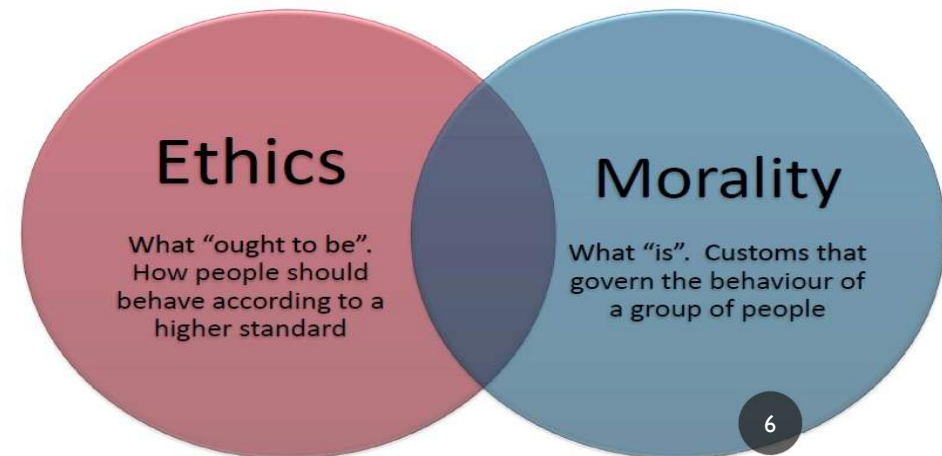 Ethics
What “ought to be”.
How people should
behave according to a
higher standard
Morality
What “is”.  Customs that
govern the behaviour of
a group of people
6